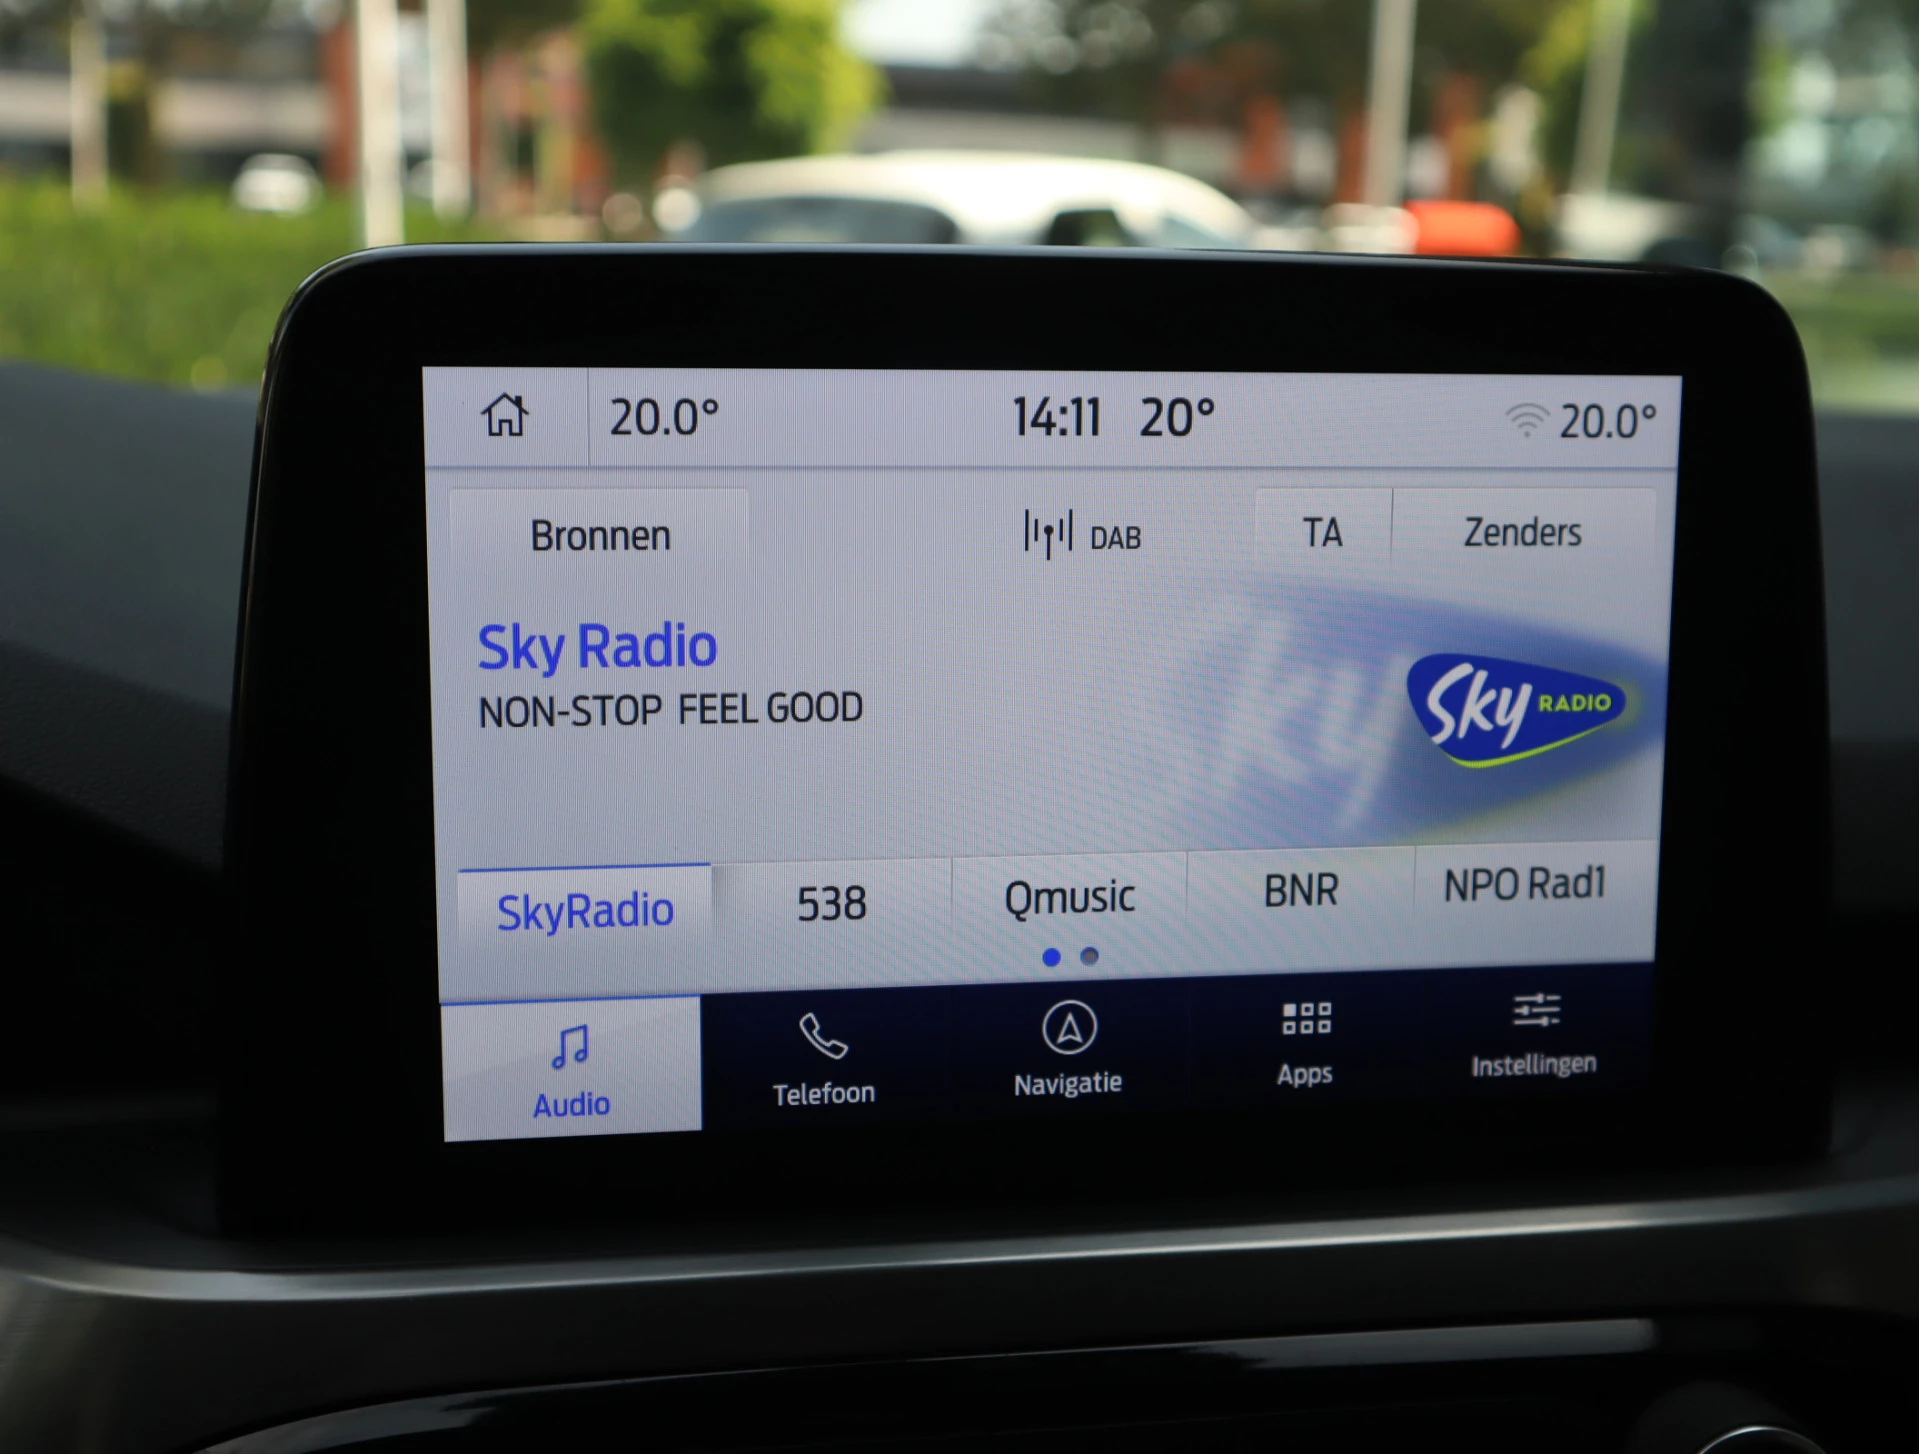 20.0° 14:11 20° 20.0°
Bronnen DAB TA Zenders
Sky Radio
NON-STOP FEEL GOOD
Sky RADIO
SkyRadio 538 Qmusic BNR NPO Rad1
Audio Telefoon Navigatie Apps Instellingen